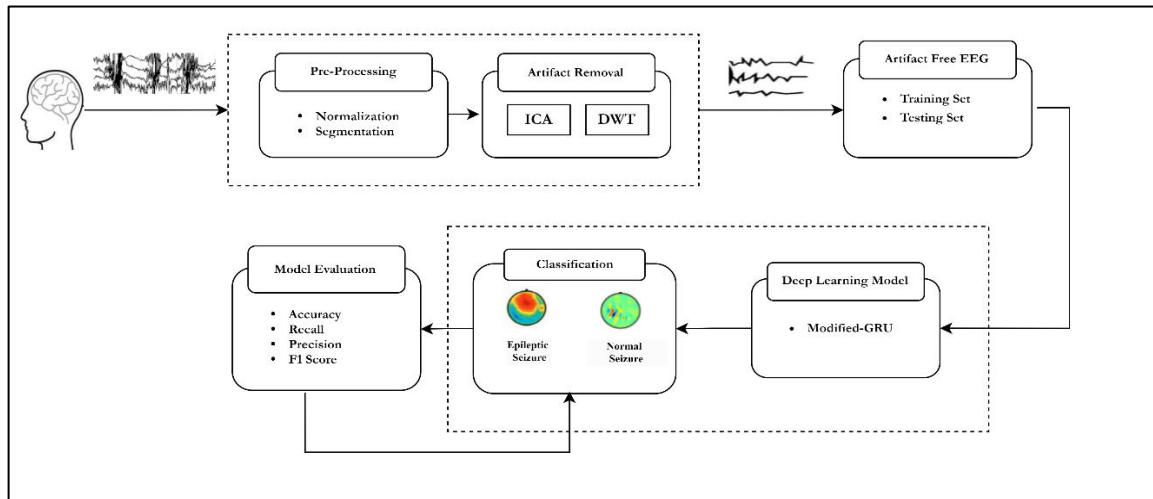 Pre-Processing
• Normalization
• Segmentation
Artifact Removal
ICA
DWT
Artifact Free EEG
• Training Set
• Testing Set
Model Evaluation
• Accuracy
• Recall
• Precision
• F1 Score
Classification
Epileptic
Seizure
Normal
Seizure
Deep Learning Model
• Modified-GRU